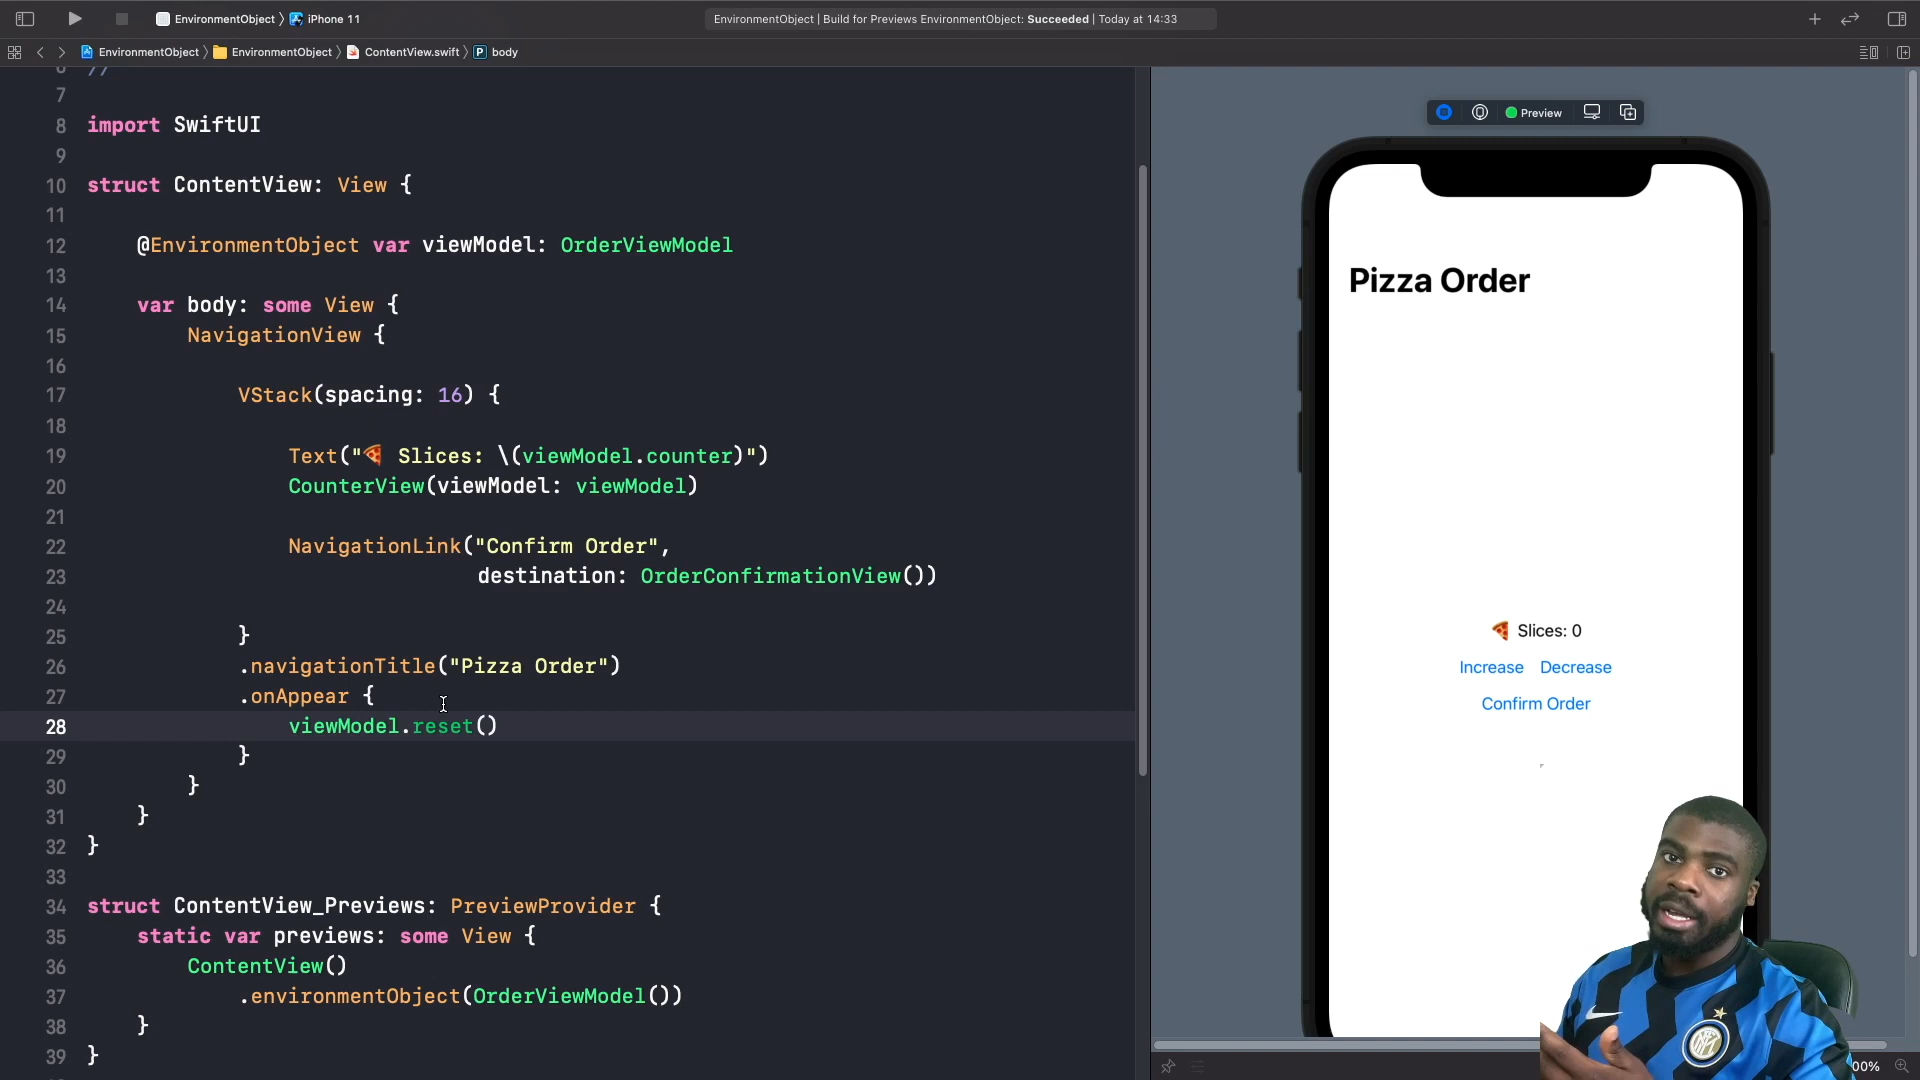 EnvironmentObject iPhone 11
EnvironmentObject | Build for Previews EnvironmentObject: Succeeded | Today at 14:33
EnvironmentObject EnvironmentObject ContentView.swift P body
6 //
7
8 import SwiftUI
9
10 struct ContentView: View {
11
12 @EnvironmentObject var viewModel: OrderViewModel
13
14 var body: some View {
15 NavigationView {
16
17 VStack(spacing: 16) {
18
19 Text("🍕 Slices: \(viewModel.counter)")
20 CounterView(viewModel: viewModel)
21
22 NavigationLink("Confirm Order",
23 destination: OrderConfirmationView())
24
25 }
26 .navigationTitle("Pizza Order")
27 .onAppear {
28 viewModel.reset()
29 }
30 }
31 }
32 }
33
34 struct ContentView_Previews: PreviewProvider {
35 static var previews: some View {
36 ContentView()
37 .environmentObject(OrderViewModel())
38 }
39 }
Preview
Pizza Order
🍕 Slices: 0
Increase Decrease
Confirm Order
00%